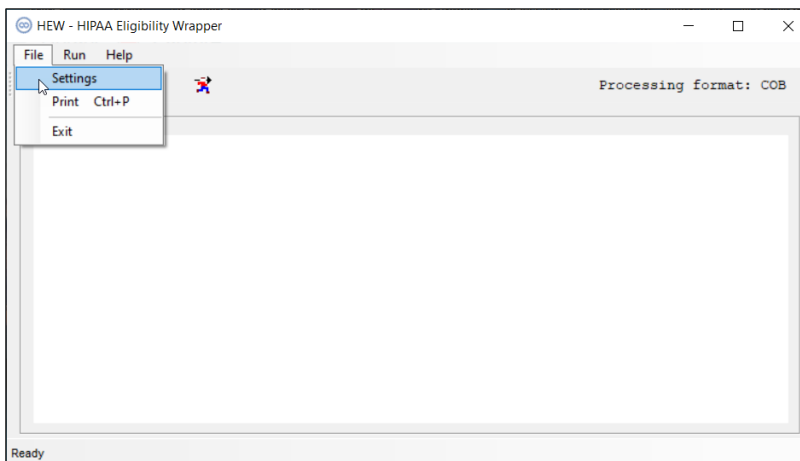 HEW - HIPAA Eligibility Wrapper
File Run Help
Settings
Processing format: COB
Print Ctrl+P
Exit
Ready